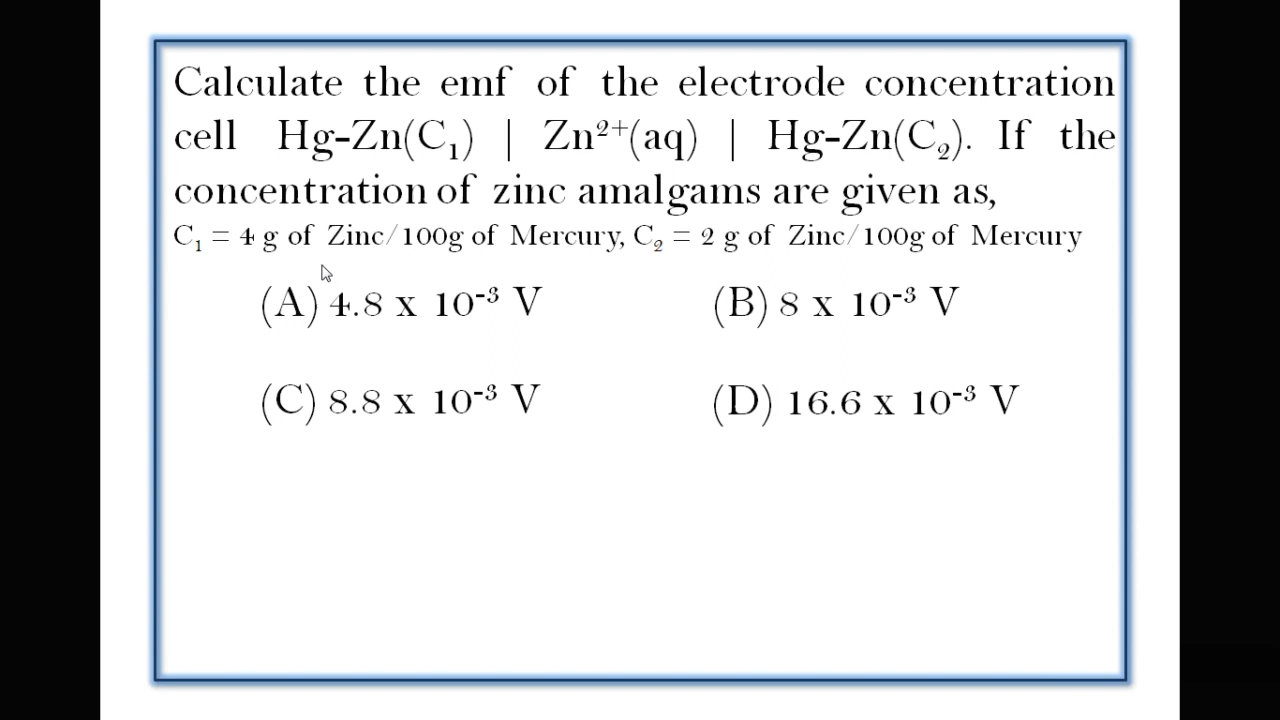 Calculate the emf of the electrode concentration
cell Hg-Zn(C₁) | Zn²⁺(aq) | Hg-Zn(C₂). If the
concentration of zinc amalgams are given as,
C₁ = 4 g of Zinc/100g of Mercury, C₂ = 2 g of Zinc/100g of Mercury
(A) 4.8 x 10⁻³ V (B) 8 x 10⁻³ V
(C) 8.8 x 10⁻³ V (D) 16.6 x 10⁻³ V